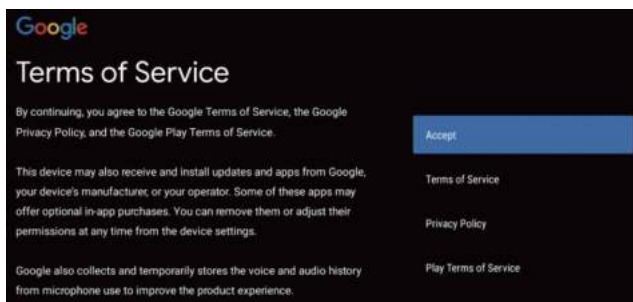 Google
Terms of Service
By continuing, you agree to the Google Terms of Service, the Google
Privacy Policy, and the Google Play Terms of Service.
Accept
This device may also receive and install updates and apps from Google,
your device's manufacturer, or your operator. Some of these apps may
offer optional in-app purchases. You can remove them or adjust their
permissions at any time from the device settings.
Terms of Service
Privacy Policy
Google also collects and temporarily stores the voice and audio history
from microphone use to improve the product experience.
Play Terms of Service